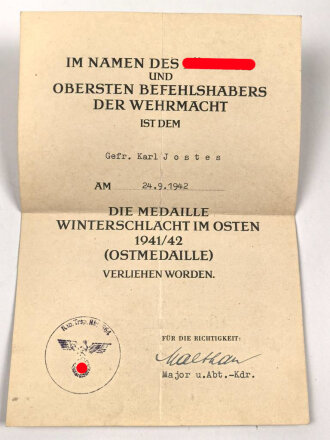 IM NAMEN DES
UND
OBERSTEN BEFEHLSHABERS
DER WEHRMACHT
IST DEM
Gefr. Karl Jostes
AM 24.9.1942
DIE MEDAILLE
WINTERSCHLACHT IM OSTEN
1941/42
(OSTMEDAILLE)
VERLIEHEN WORDEN.
FÜR DIE RICHTIGKEIT:
Major u.Abt.-Kdr.